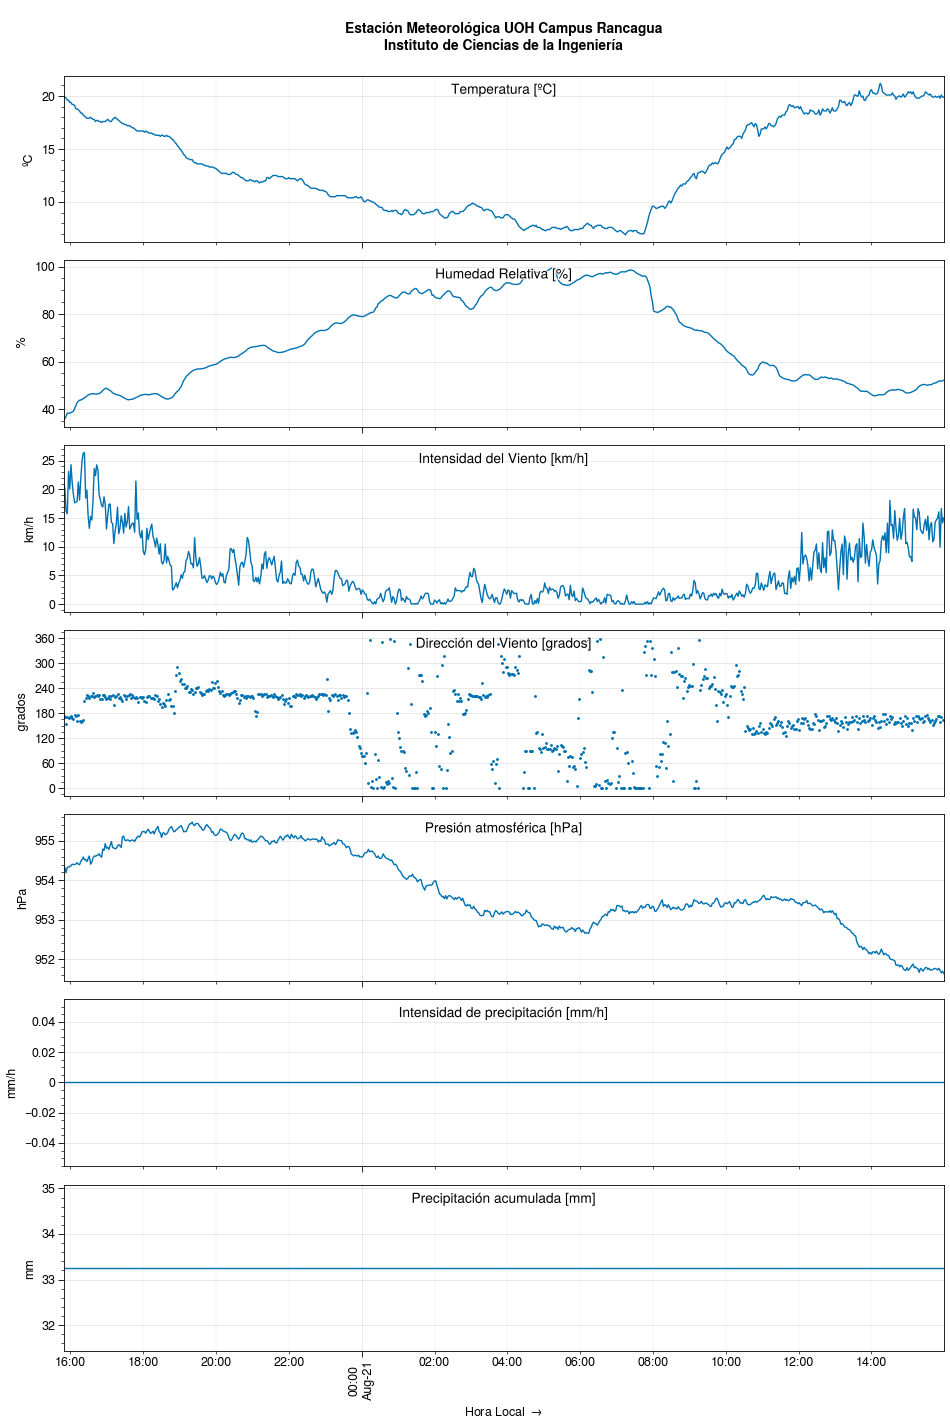 Estación Meteorológica UOH Campus Rancagua
Instituto de Ciencias de la Ingeniería
Temperatura [ºC]
ºC
20
15
10
Humedad Relativa [%]
%
100
80
60
40
Intensidad del Viento [km/h]
km/h
25
20
15
10
5
0
Dirección del Viento [grados]
grados
360
300
240
180
120
60
0
Presión atmosférica [hPa]
hPa
955
954
953
952
Intensidad de precipitación [mm/h]
mm/h
0.04
0.02
0
−0.02
−0.04
Precipitación acumulada [mm]
mm
35
34
33
32
16:00 18:00 20:00 22:00 00:00 02:00 04:00 06:00 08:00 10:00 12:00 14:00
Aug-21
Hora Local →